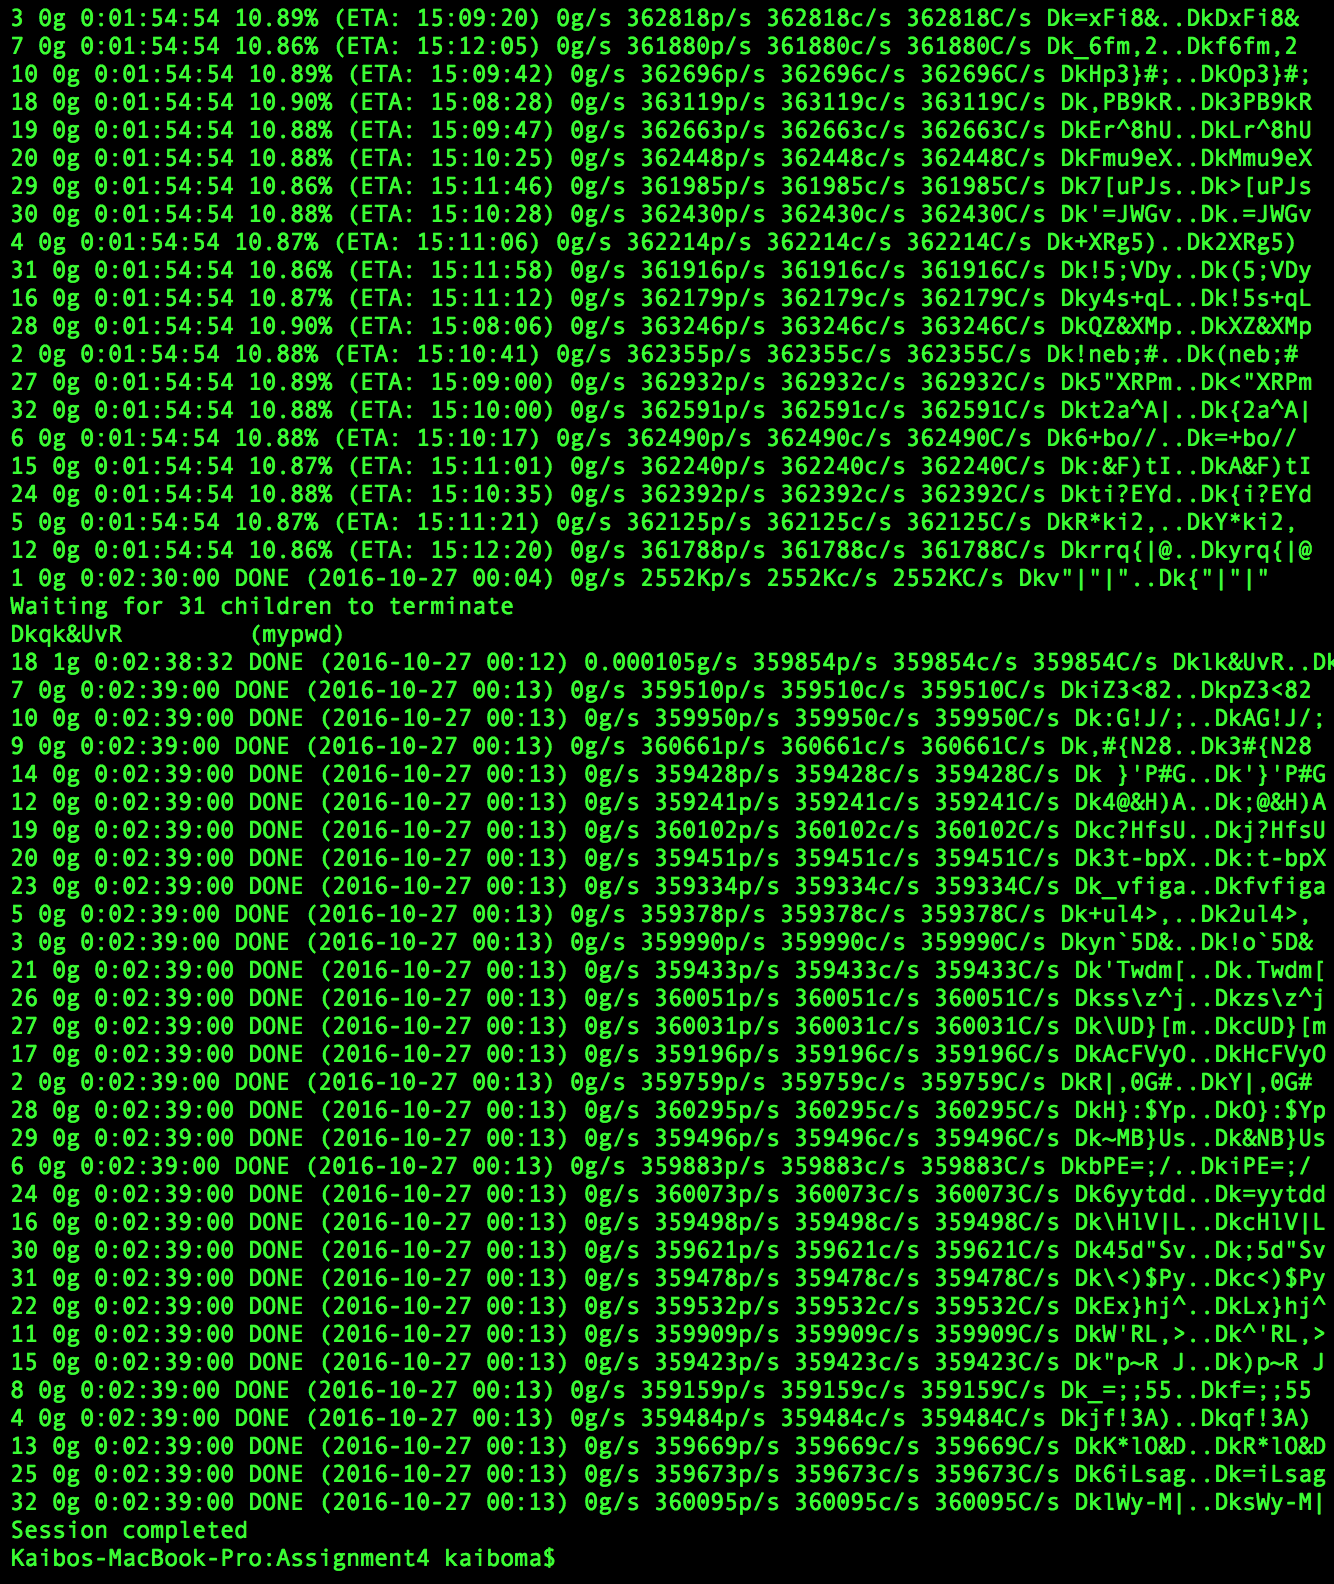 3 0g 0:01:54:54 10.89% (ETA: 15:09:20) 0g/s 362818p/s 362818c/s 362818C/s Dk=xFi8&..DkDxFi8&
7 0g 0:01:54:54 10.86% (ETA: 15:12:05) 0g/s 361880p/s 361880c/s 361880C/s Dk_6fm,2..Dkf6fm,2
10 0g 0:01:54:54 10.89% (ETA: 15:09:42) 0g/s 362696p/s 362696c/s 362696C/s DkHp3}#;..DkOp3}#;
18 0g 0:01:54:54 10.90% (ETA: 15:08:28) 0g/s 363119p/s 363119c/s 363119C/s Dk,PB9kR..Dk3PB9kR
19 0g 0:01:54:54 10.88% (ETA: 15:09:47) 0g/s 362663p/s 362663c/s 362663C/s DkEr^8hU..DkLr^8hU
20 0g 0:01:54:54 10.88% (ETA: 15:10:25) 0g/s 362448p/s 362448c/s 362448C/s DkFmu9eX..DkMmu9eX
29 0g 0:01:54:54 10.86% (ETA: 15:11:46) 0g/s 361985p/s 361985c/s 361985C/s Dk7[uPJs..Dk>[uPJs
30 0g 0:01:54:54 10.88% (ETA: 15:10:28) 0g/s 362430p/s 362430c/s 362430C/s Dk'=JWGv..Dk.=JWGv
4 0g 0:01:54:54 10.87% (ETA: 15:11:06) 0g/s 362214p/s 362214c/s 362214C/s Dk+XRg5)..Dk2XRg5)
31 0g 0:01:54:54 10.86% (ETA: 15:11:58) 0g/s 361916p/s 361916c/s 361916C/s Dk!5;VDy..Dk(5;VDy
16 0g 0:01:54:54 10.87% (ETA: 15:11:12) 0g/s 362179p/s 362179c/s 362179C/s Dky4s+qL..Dk!5s+qL
28 0g 0:01:54:54 10.90% (ETA: 15:08:06) 0g/s 363246p/s 363246c/s 363246C/s DkQZ&XMp..DkXZ&XMp
2 0g 0:01:54:54 10.88% (ETA: 15:10:41) 0g/s 362355p/s 362355c/s 362355C/s Dk!neb;#..Dk(neb;#
27 0g 0:01:54:54 10.89% (ETA: 15:09:00) 0g/s 362932p/s 362932c/s 362932C/s Dk5"XRPm..Dk<"XRPm
32 0g 0:01:54:54 10.88% (ETA: 15:10:00) 0g/s 362591p/s 362591c/s 362591C/s Dkt2a^A|..Dk{2a^A|
6 0g 0:01:54:54 10.88% (ETA: 15:10:17) 0g/s 362490p/s 362490c/s 362490C/s Dk6+bo//..Dk=+bo//
15 0g 0:01:54:54 10.87% (ETA: 15:11:01) 0g/s 362240p/s 362240c/s 362240C/s Dk:&F)tI..DkA&F)tI
24 0g 0:01:54:54 10.88% (ETA: 15:10:35) 0g/s 362392p/s 362392c/s 362392C/s Dkti?EYd..Dk{i?EYd
5 0g 0:01:54:54 10.87% (ETA: 15:11:21) 0g/s 362125p/s 362125c/s 362125C/s DkR*ki2,..DkY*ki2,
12 0g 0:01:54:54 10.86% (ETA: 15:12:20) 0g/s 361788p/s 361788c/s 361788C/s Dkrrq{|@..Dkyrq{|@
1 0g 0:02:30:00 DONE (2016-10-27 00:04) 0g/s 2552Kp/s 2552Kc/s 2552KC/s Dkv"|"|"..Dk{"|"|"
Waiting for 31 children to terminate
Dkqk&UvR         (mypwd)
18 1g 0:02:38:32 DONE (2016-10-27 00:12) 0.000105g/s 359854p/s 359854c/s 359854C/s Dklk&UvR..Dk
7 0g 0:02:39:00 DONE (2016-10-27 00:13) 0g/s 359510p/s 359510c/s 359510C/s DkiZ3<82..DkpZ3<82
10 0g 0:02:39:00 DONE (2016-10-27 00:13) 0g/s 359950p/s 359950c/s 359950C/s Dk:G!J/;..DkAG!J/;
9 0g 0:02:39:00 DONE (2016-10-27 00:13) 0g/s 360661p/s 360661c/s 360661C/s Dk,#{N28..Dk3#{N28
14 0g 0:02:39:00 DONE (2016-10-27 00:13) 0g/s 359428p/s 359428c/s 359428C/s Dk }'P#G..Dk'}'P#G
12 0g 0:02:39:00 DONE (2016-10-27 00:13) 0g/s 359241p/s 359241c/s 359241C/s Dk4@&H)A..Dk;@&H)A
19 0g 0:02:39:00 DONE (2016-10-27 00:13) 0g/s 360102p/s 360102c/s 360102C/s Dkc?HfsU..Dkj?HfsU
20 0g 0:02:39:00 DONE (2016-10-27 00:13) 0g/s 359451p/s 359451c/s 359451C/s Dk3t-bpX..Dk:t-bpX
23 0g 0:02:39:00 DONE (2016-10-27 00:13) 0g/s 359334p/s 359334c/s 359334C/s Dk_vfiga..Dkfvfiga
5 0g 0:02:39:00 DONE (2016-10-27 00:13) 0g/s 359378p/s 359378c/s 359378C/s Dk+ul4>,..Dk2ul4>,
3 0g 0:02:39:00 DONE (2016-10-27 00:13) 0g/s 359990p/s 359990c/s 359990C/s Dkyn`5D&..Dk!o`5D&
21 0g 0:02:39:00 DONE (2016-10-27 00:13) 0g/s 359433p/s 359433c/s 359433C/s Dk'Twdm[..Dk.Twdm[
26 0g 0:02:39:00 DONE (2016-10-27 00:13) 0g/s 360051p/s 360051c/s 360051C/s Dkss\z^j..Dkzs\z^j
27 0g 0:02:39:00 DONE (2016-10-27 00:13) 0g/s 360031p/s 360031c/s 360031C/s Dk\UD}[m..DkcUD}[m
17 0g 0:02:39:00 DONE (2016-10-27 00:13) 0g/s 359196p/s 359196c/s 359196C/s DkAcFVyO..DkHcFVyO
2 0g 0:02:39:00 DONE (2016-10-27 00:13) 0g/s 359759p/s 359759c/s 359759C/s DkR|,0G#..DkY|,0G#
28 0g 0:02:39:00 DONE (2016-10-27 00:13) 0g/s 360295p/s 360295c/s 360295C/s DkH}:$Yp..DkO}:$Yp
29 0g 0:02:39:00 DONE (2016-10-27 00:13) 0g/s 359496p/s 359496c/s 359496C/s Dk~MB}Us..Dk&NB}Us
6 0g 0:02:39:00 DONE (2016-10-27 00:13) 0g/s 359883p/s 359883c/s 359883C/s DkbPE=;/..DkiPE=;/
24 0g 0:02:39:00 DONE (2016-10-27 00:13) 0g/s 360073p/s 360073c/s 360073C/s Dk6yytdd..Dk=yytdd
16 0g 0:02:39:00 DONE (2016-10-27 00:13) 0g/s 359498p/s 359498c/s 359498C/s Dk\HlV|L..DkcHlV|L
30 0g 0:02:39:00 DONE (2016-10-27 00:13) 0g/s 359621p/s 359621c/s 359621C/s Dk45d"Sv..Dk;5d"Sv
31 0g 0:02:39:00 DONE (2016-10-27 00:13) 0g/s 359478p/s 359478c/s 359478C/s Dk\<)$Py..Dkc<)$Py
22 0g 0:02:39:00 DONE (2016-10-27 00:13) 0g/s 359532p/s 359532c/s 359532C/s DkEx}hj^..DkLx}hj^
11 0g 0:02:39:00 DONE (2016-10-27 00:13) 0g/s 359909p/s 359909c/s 359909C/s DkW'RL,>..Dk^'RL,>
15 0g 0:02:39:00 DONE (2016-10-27 00:13) 0g/s 359423p/s 359423c/s 359423C/s Dk"p~R J..Dk)p~R J
8 0g 0:02:39:00 DONE (2016-10-27 00:13) 0g/s 359159p/s 359159c/s 359159C/s Dk_=;;55..Dkf=;;55
4 0g 0:02:39:00 DONE (2016-10-27 00:13) 0g/s 359484p/s 359484c/s 359484C/s Dkjf!3A)..Dkqf!3A)
13 0g 0:02:39:00 DONE (2016-10-27 00:13) 0g/s 359669p/s 359669c/s 359669C/s DkK*lO&D..DkR*lO&D
25 0g 0:02:39:00 DONE (2016-10-27 00:13) 0g/s 359673p/s 359673c/s 359673C/s Dk6iLsag..Dk=iLsag
32 0g 0:02:39:00 DONE (2016-10-27 00:13) 0g/s 360095p/s 360095c/s 360095C/s DklWy-M|..DksWy-M|
Session completed
Kaibos-MacBook-Pro:Assignment4 kaiboma$